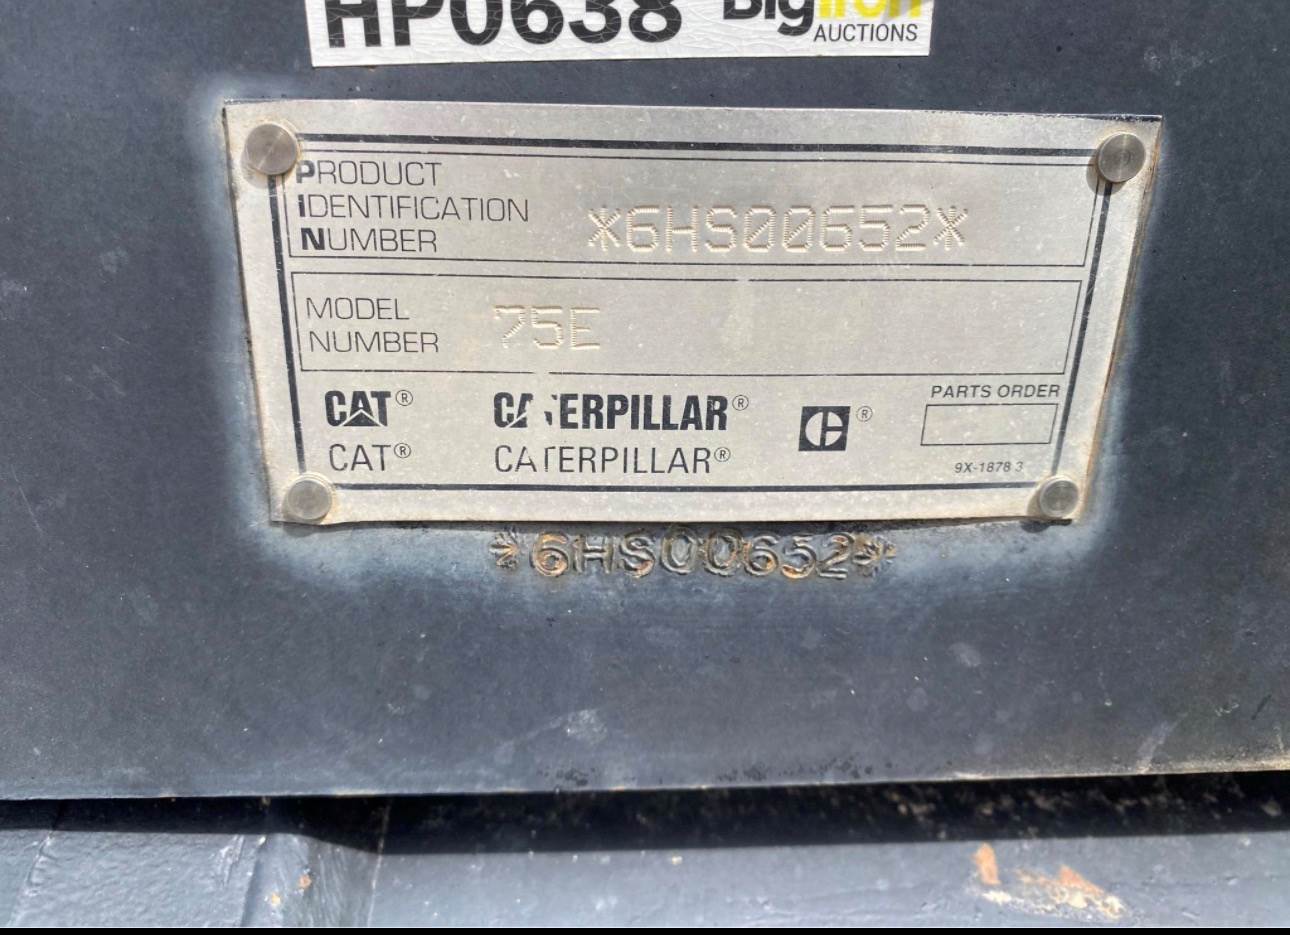 HP0638 BigIron
AUCTIONS
PRODUCT
IDENTIFICATION
NUMBER
*6HS00652*
MODEL
NUMBER
75E
CAT® CATERPILLAR® ®
CAT® CATERPILLAR®
PARTS ORDER
9X-1878 3
*6HS00652*